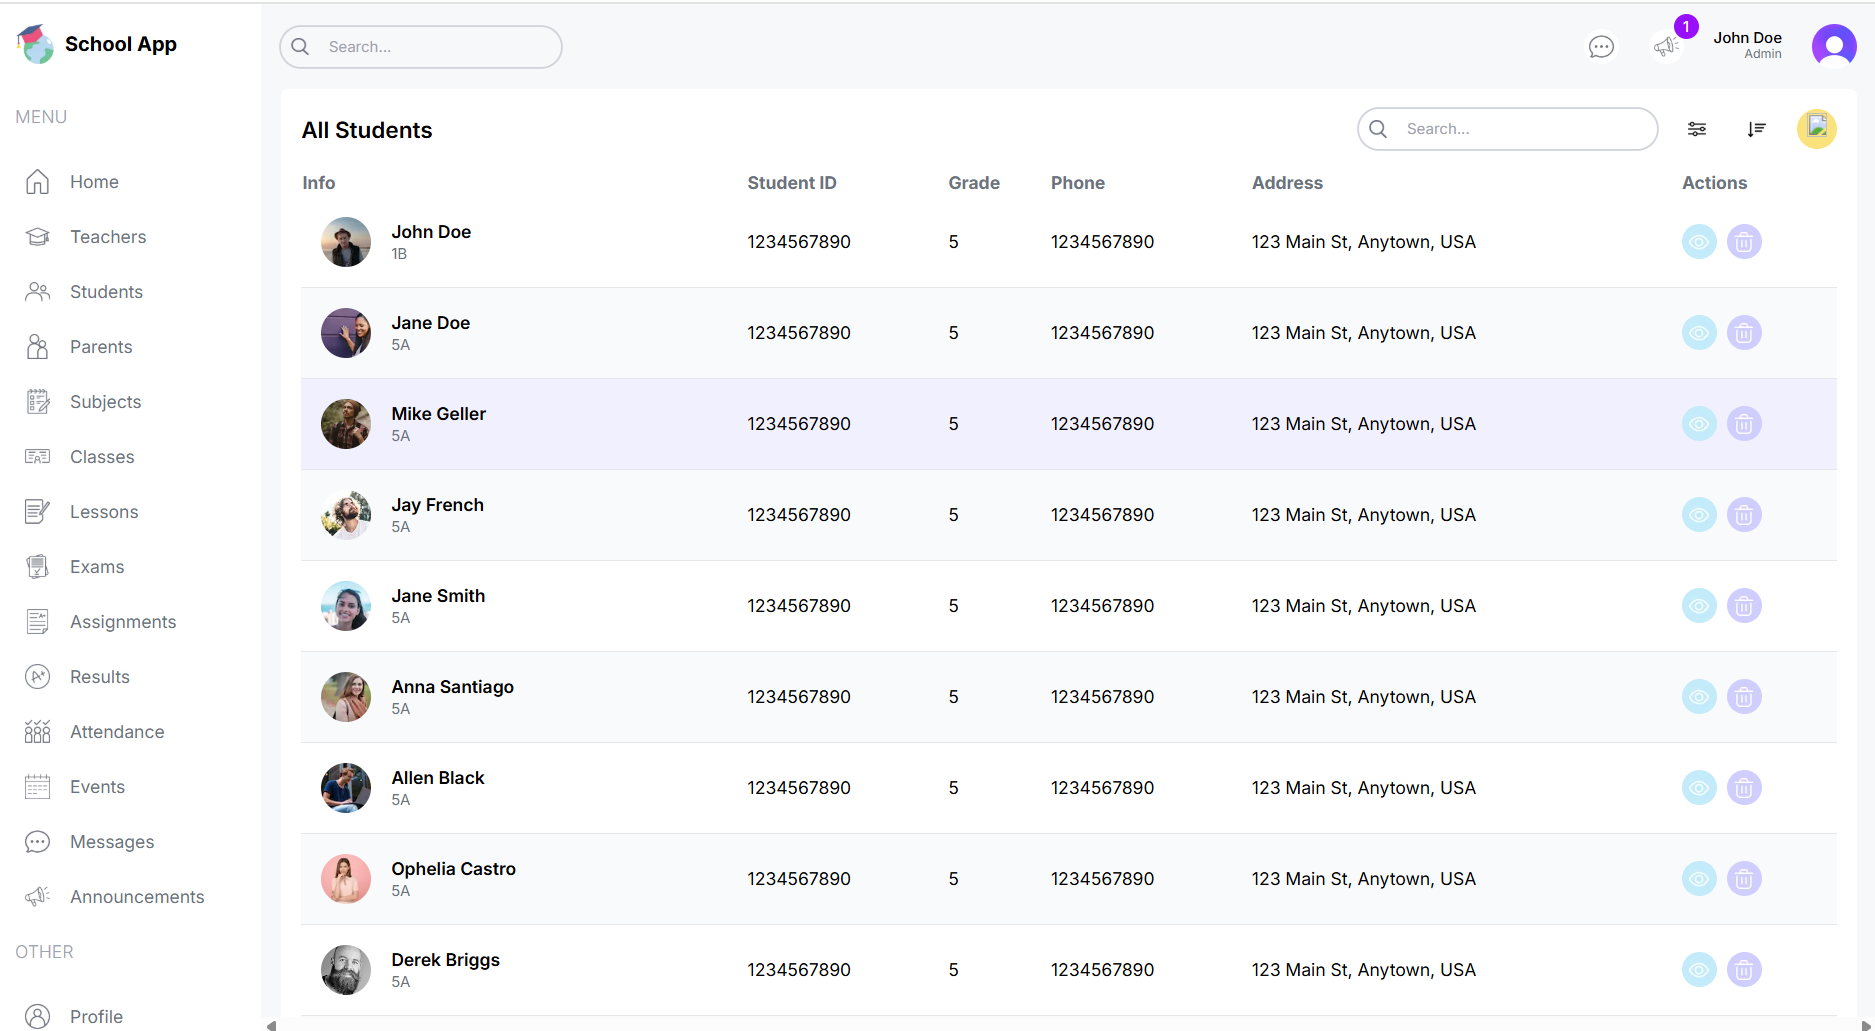 School App
Search...
1
John Doe
Admin
MENU
Home
Teachers
Students
Parents
Subjects
Classes
Lessons
Exams
Assignments
Results
Attendance
Events
Messages
Announcements
OTHER
Profile
All Students
Search...
Info Student ID Grade Phone Address Actions
John Doe
1B
1234567890 5 1234567890 123 Main St, Anytown, USA
Jane Doe
5A
1234567890 5 1234567890 123 Main St, Anytown, USA
Mike Geller
5A
1234567890 5 1234567890 123 Main St, Anytown, USA
Jay French
5A
1234567890 5 1234567890 123 Main St, Anytown, USA
Jane Smith
5A
1234567890 5 1234567890 123 Main St, Anytown, USA
Anna Santiago
5A
1234567890 5 1234567890 123 Main St, Anytown, USA
Allen Black
5A
1234567890 5 1234567890 123 Main St, Anytown, USA
Ophelia Castro
5A
1234567890 5 1234567890 123 Main St, Anytown, USA
Derek Briggs
5A
1234567890 5 1234567890 123 Main St, Anytown, USA